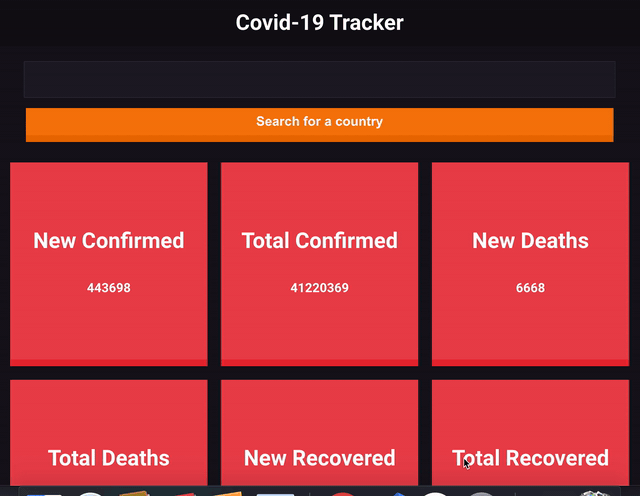 Covid-19 Tracker
Search for a country
New Confirmed
443698
Total Confirmed
41220369
New Deaths
6668
Total Deaths
New Recovered
Total Recovered